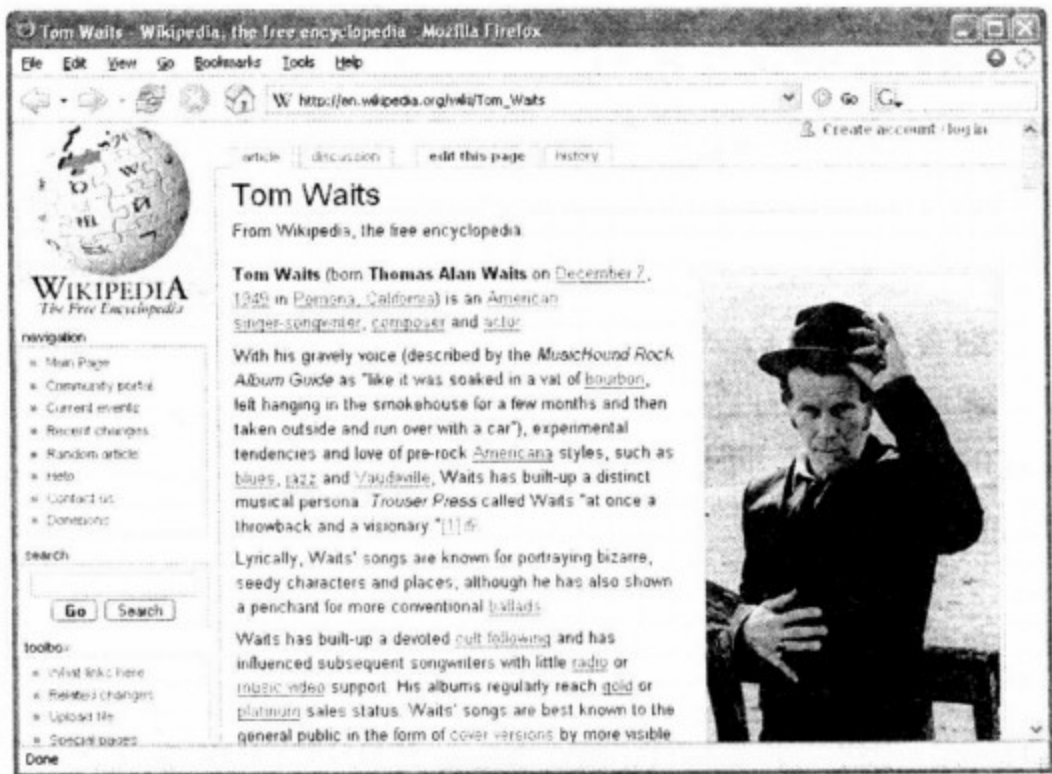 Tom Waits - Wikipedia, the free encyclopedia - Mozilla Firefox
File Edit View Go Bookmarks Tools Help
W http://en.wikipedia.org/wiki/Tom_Waits Go G
Create account / log in
article discussion edit this page history
WIKIPEDIA
The Free Encyclopedia
navigation
Main Page
Community portal
Current events
Recent changes
Random article
Help
Contact us
Donations
search
Go Search
toolbox
What links here
Related changes
Upload file
Special pages
Tom Waits
From Wikipedia, the free encyclopedia.
Tom Waits (born Thomas Alan Waits on December 7,
1949 in Pomona, California) is an American
singer-songwriter, composer and actor.
With his gravely voice (described by the MusicHound Rock
Album Guide as "like it was soaked in a vat of bourbon,
left hanging in the smokehouse for a few months and then
taken outside and run over with a car"), experimental
tendencies and love of pre-rock Americana styles, such as
blues, jazz and Vaudeville, Waits has built-up a distinct
musical persona. Trouser Press called Waits "at once a
throwback and a visionary."[1]
Lyrically, Waits' songs are known for portraying bizarre,
seedy characters and places, although he has also shown
a penchant for more conventional ballads.
Waits has built-up a devoted cult following and has
influenced subsequent songwriters with little radio or
music video support. His albums regularly reach gold or
platinum sales status. Waits' songs are best known to the
general public in the form of cover versions by more visible
Done